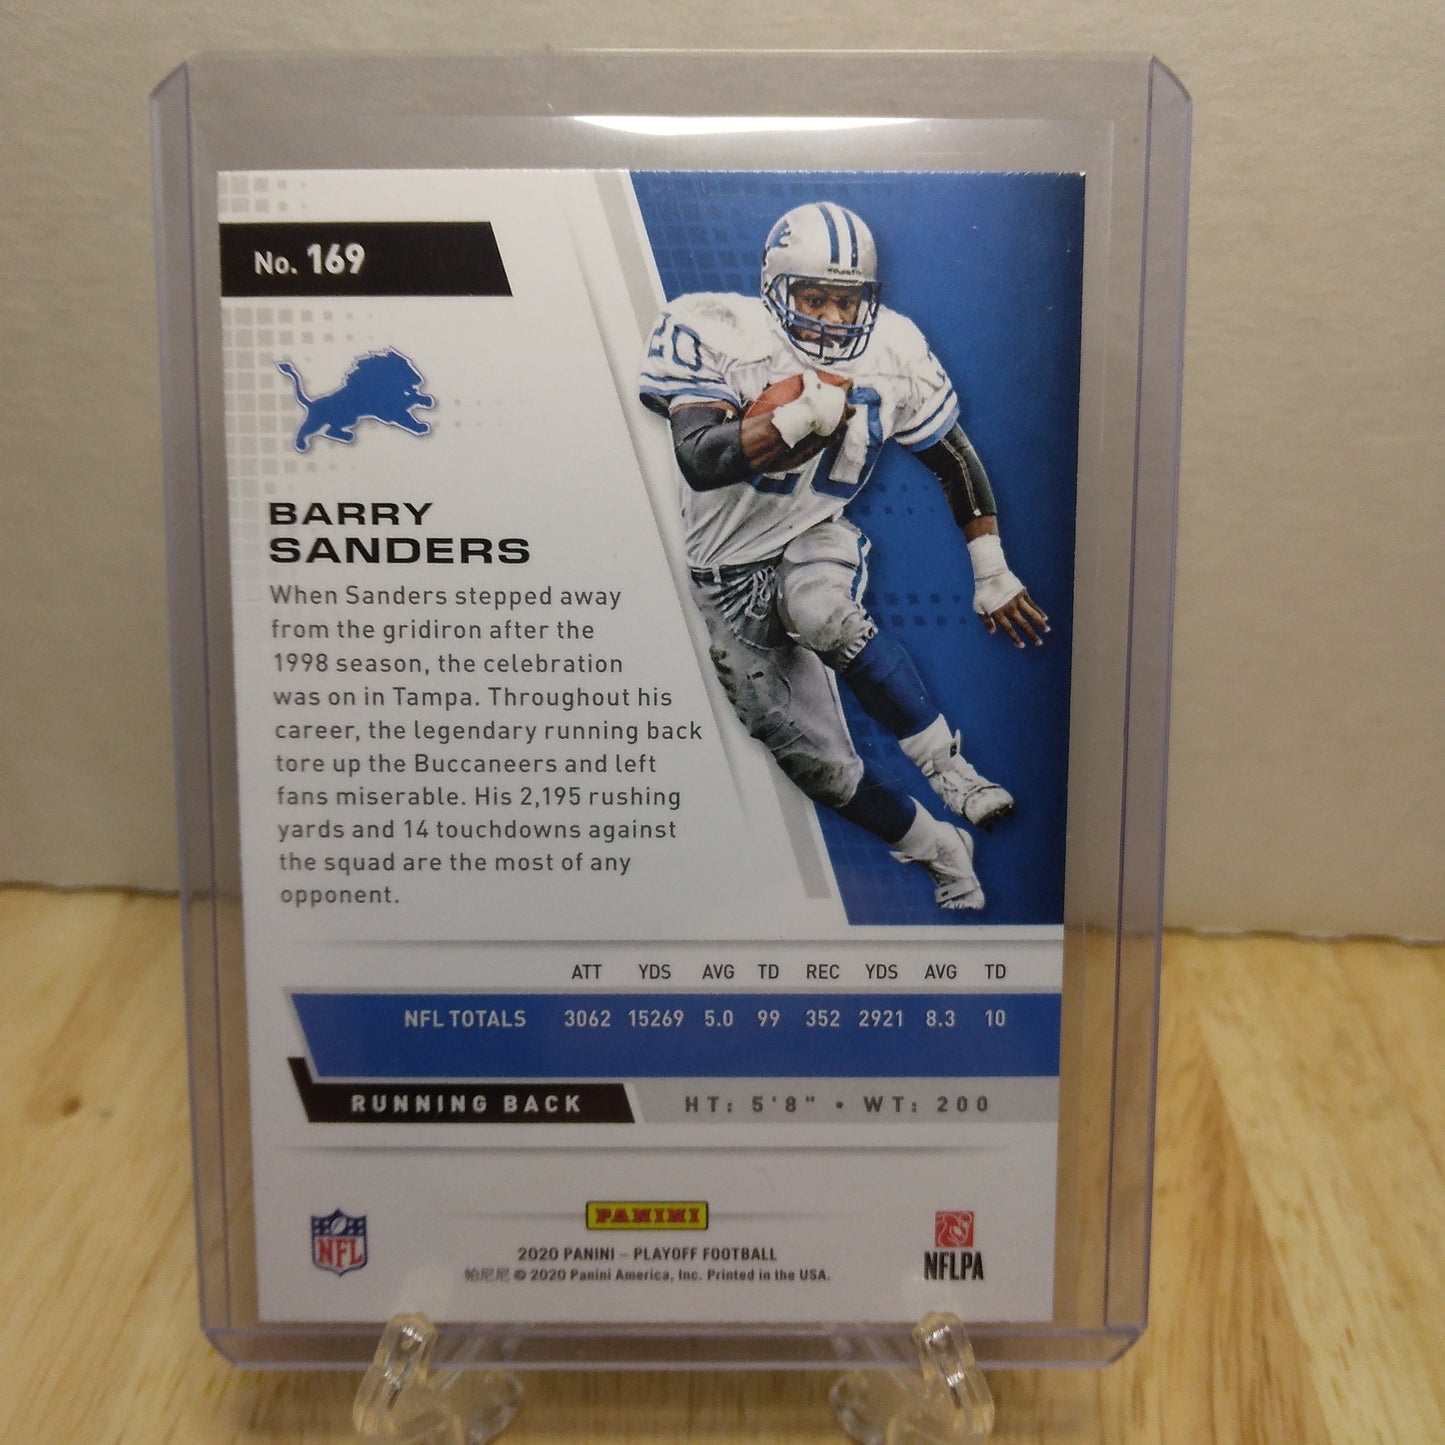 No. 169
20
20
BARRY
SANDERS
When Sanders stepped away
from the gridiron after the
1998 season, the celebration
was on in Tampa. Throughout his
career, the legendary running back
tore up the Buccaneers and left
fans miserable. His 2,195 rushing
yards and 14 touchdowns against
the squad are the most of any
opponent.
ATT YDS AVG TD REC YDS AVG TD
NFL TOTALS 3062 15269 5.0 99 352 2921 8.3 10
RUNNING BACK HT: 5'8" • WT: 200
NFL
PANINI
NFLPA
2020 PANINI – PLAYOFF FOOTBALL
帕尼尼 © 2020 Panini America, Inc. Printed in the USA.